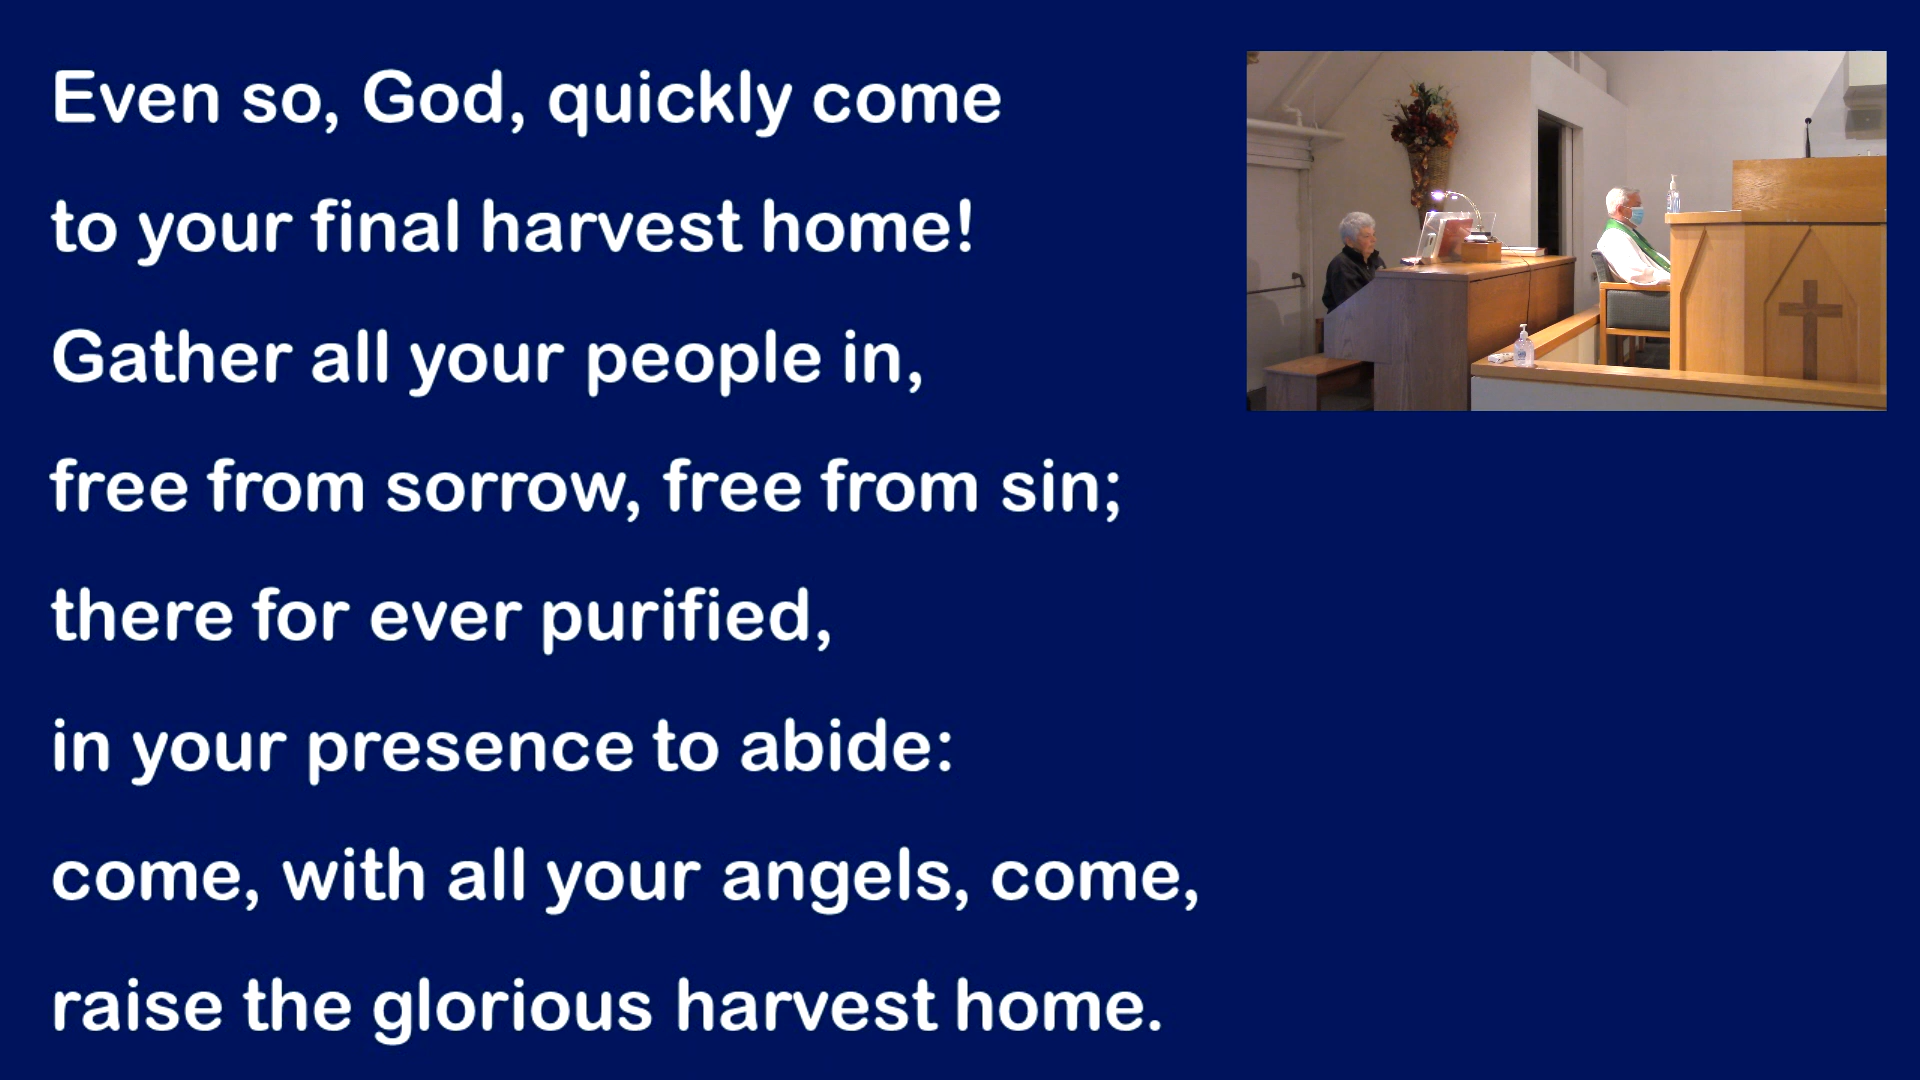 Even so, God, quickly come
to your final harvest home!
Gather all your people in,
free from sorrow, free from sin;
there for ever purified,
in your presence to abide:
come, with all your angels, come,
raise the glorious harvest home.